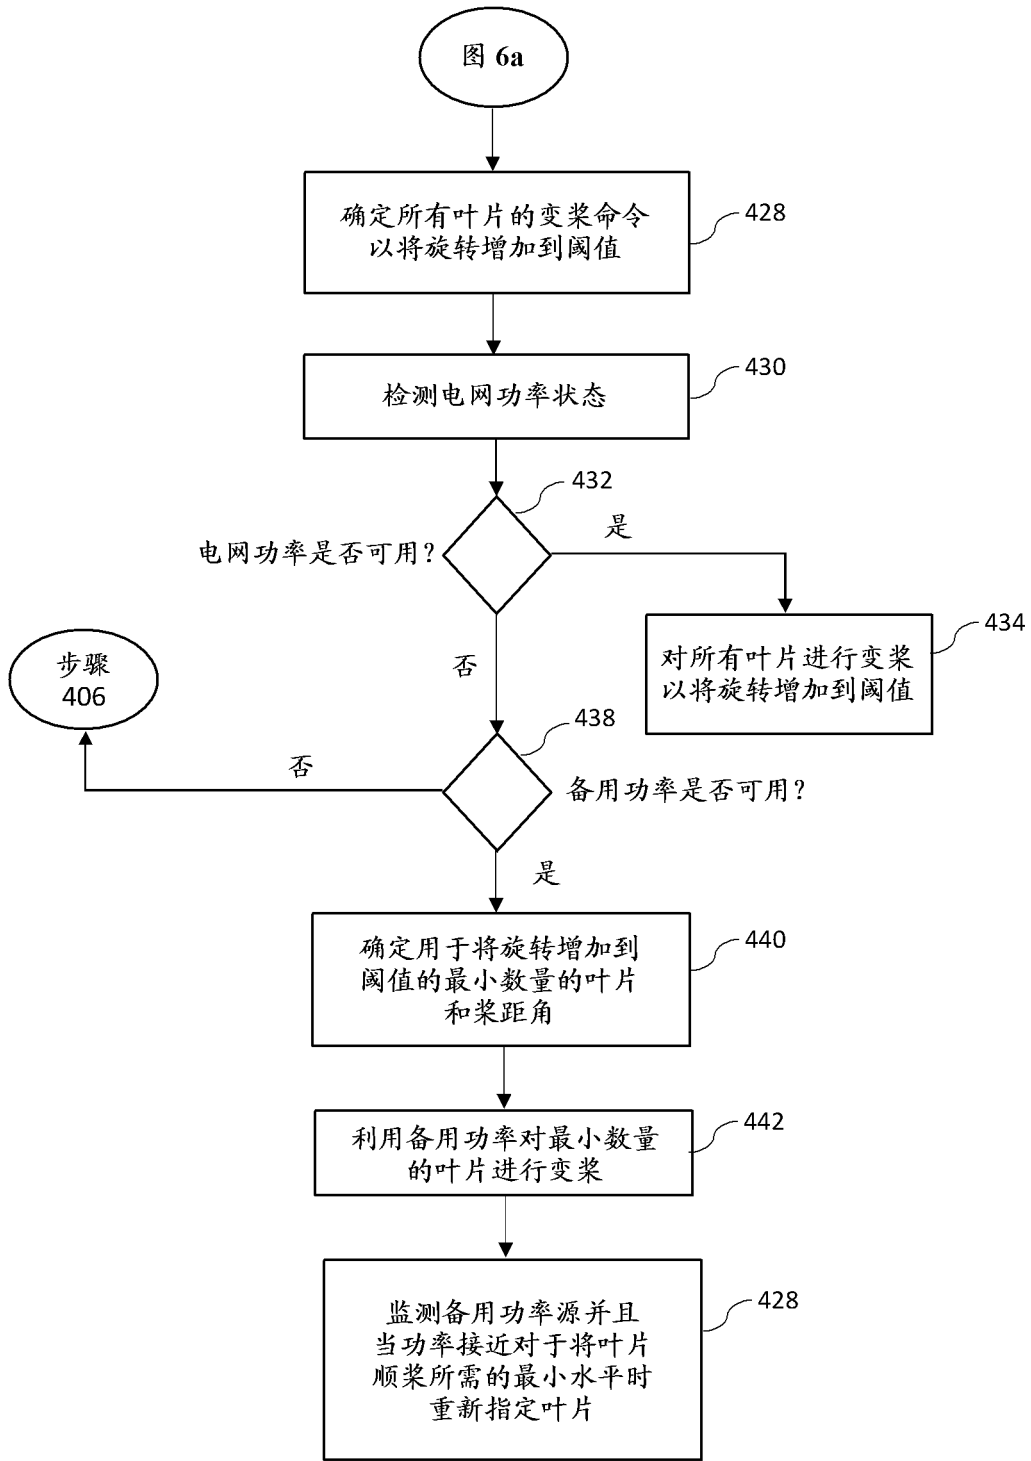 图 6a
确定所有叶片的变桨命令
以将旋转增加到阈值
428
检测电网功率状态
430
432
电网功率是否可用？
是
对所有叶片进行变桨
以将旋转增加到阈值
434
步骤
406
否
438
否
备用功率是否可用？
是
确定用于将旋转增加到
阈值的最小数量的叶片
和桨距角
440
利用备用功率对最小数量
的叶片进行变桨
442
监测备用功率源并且
当功率接近对于将叶片
顺桨所需的最小水平时
重新指定叶片
428